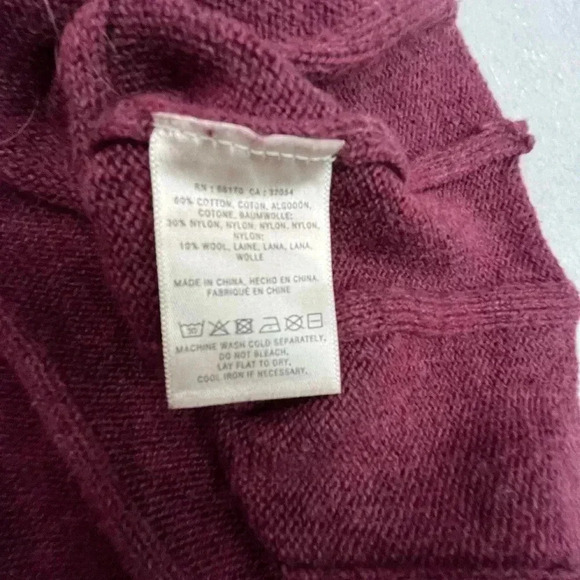 RN : 66170 CA : 37054
60% COTTON, COTON, ALGODÓN,
COTONE, BAUMWOLLE;
30% NYLON, NYLON, NYLON, NYLON,
NYLON;
10% WOOL, LAINE, LANA, LANA,
WOLLE
MADE IN CHINA, HECHO EN CHINA,
FABRIQUÉ EN CHINE
30
MACHINE WASH COLD SEPARATELY,
DO NOT BLEACH,
LAY FLAT TO DRY,
COOL IRON IF NECESSARY.